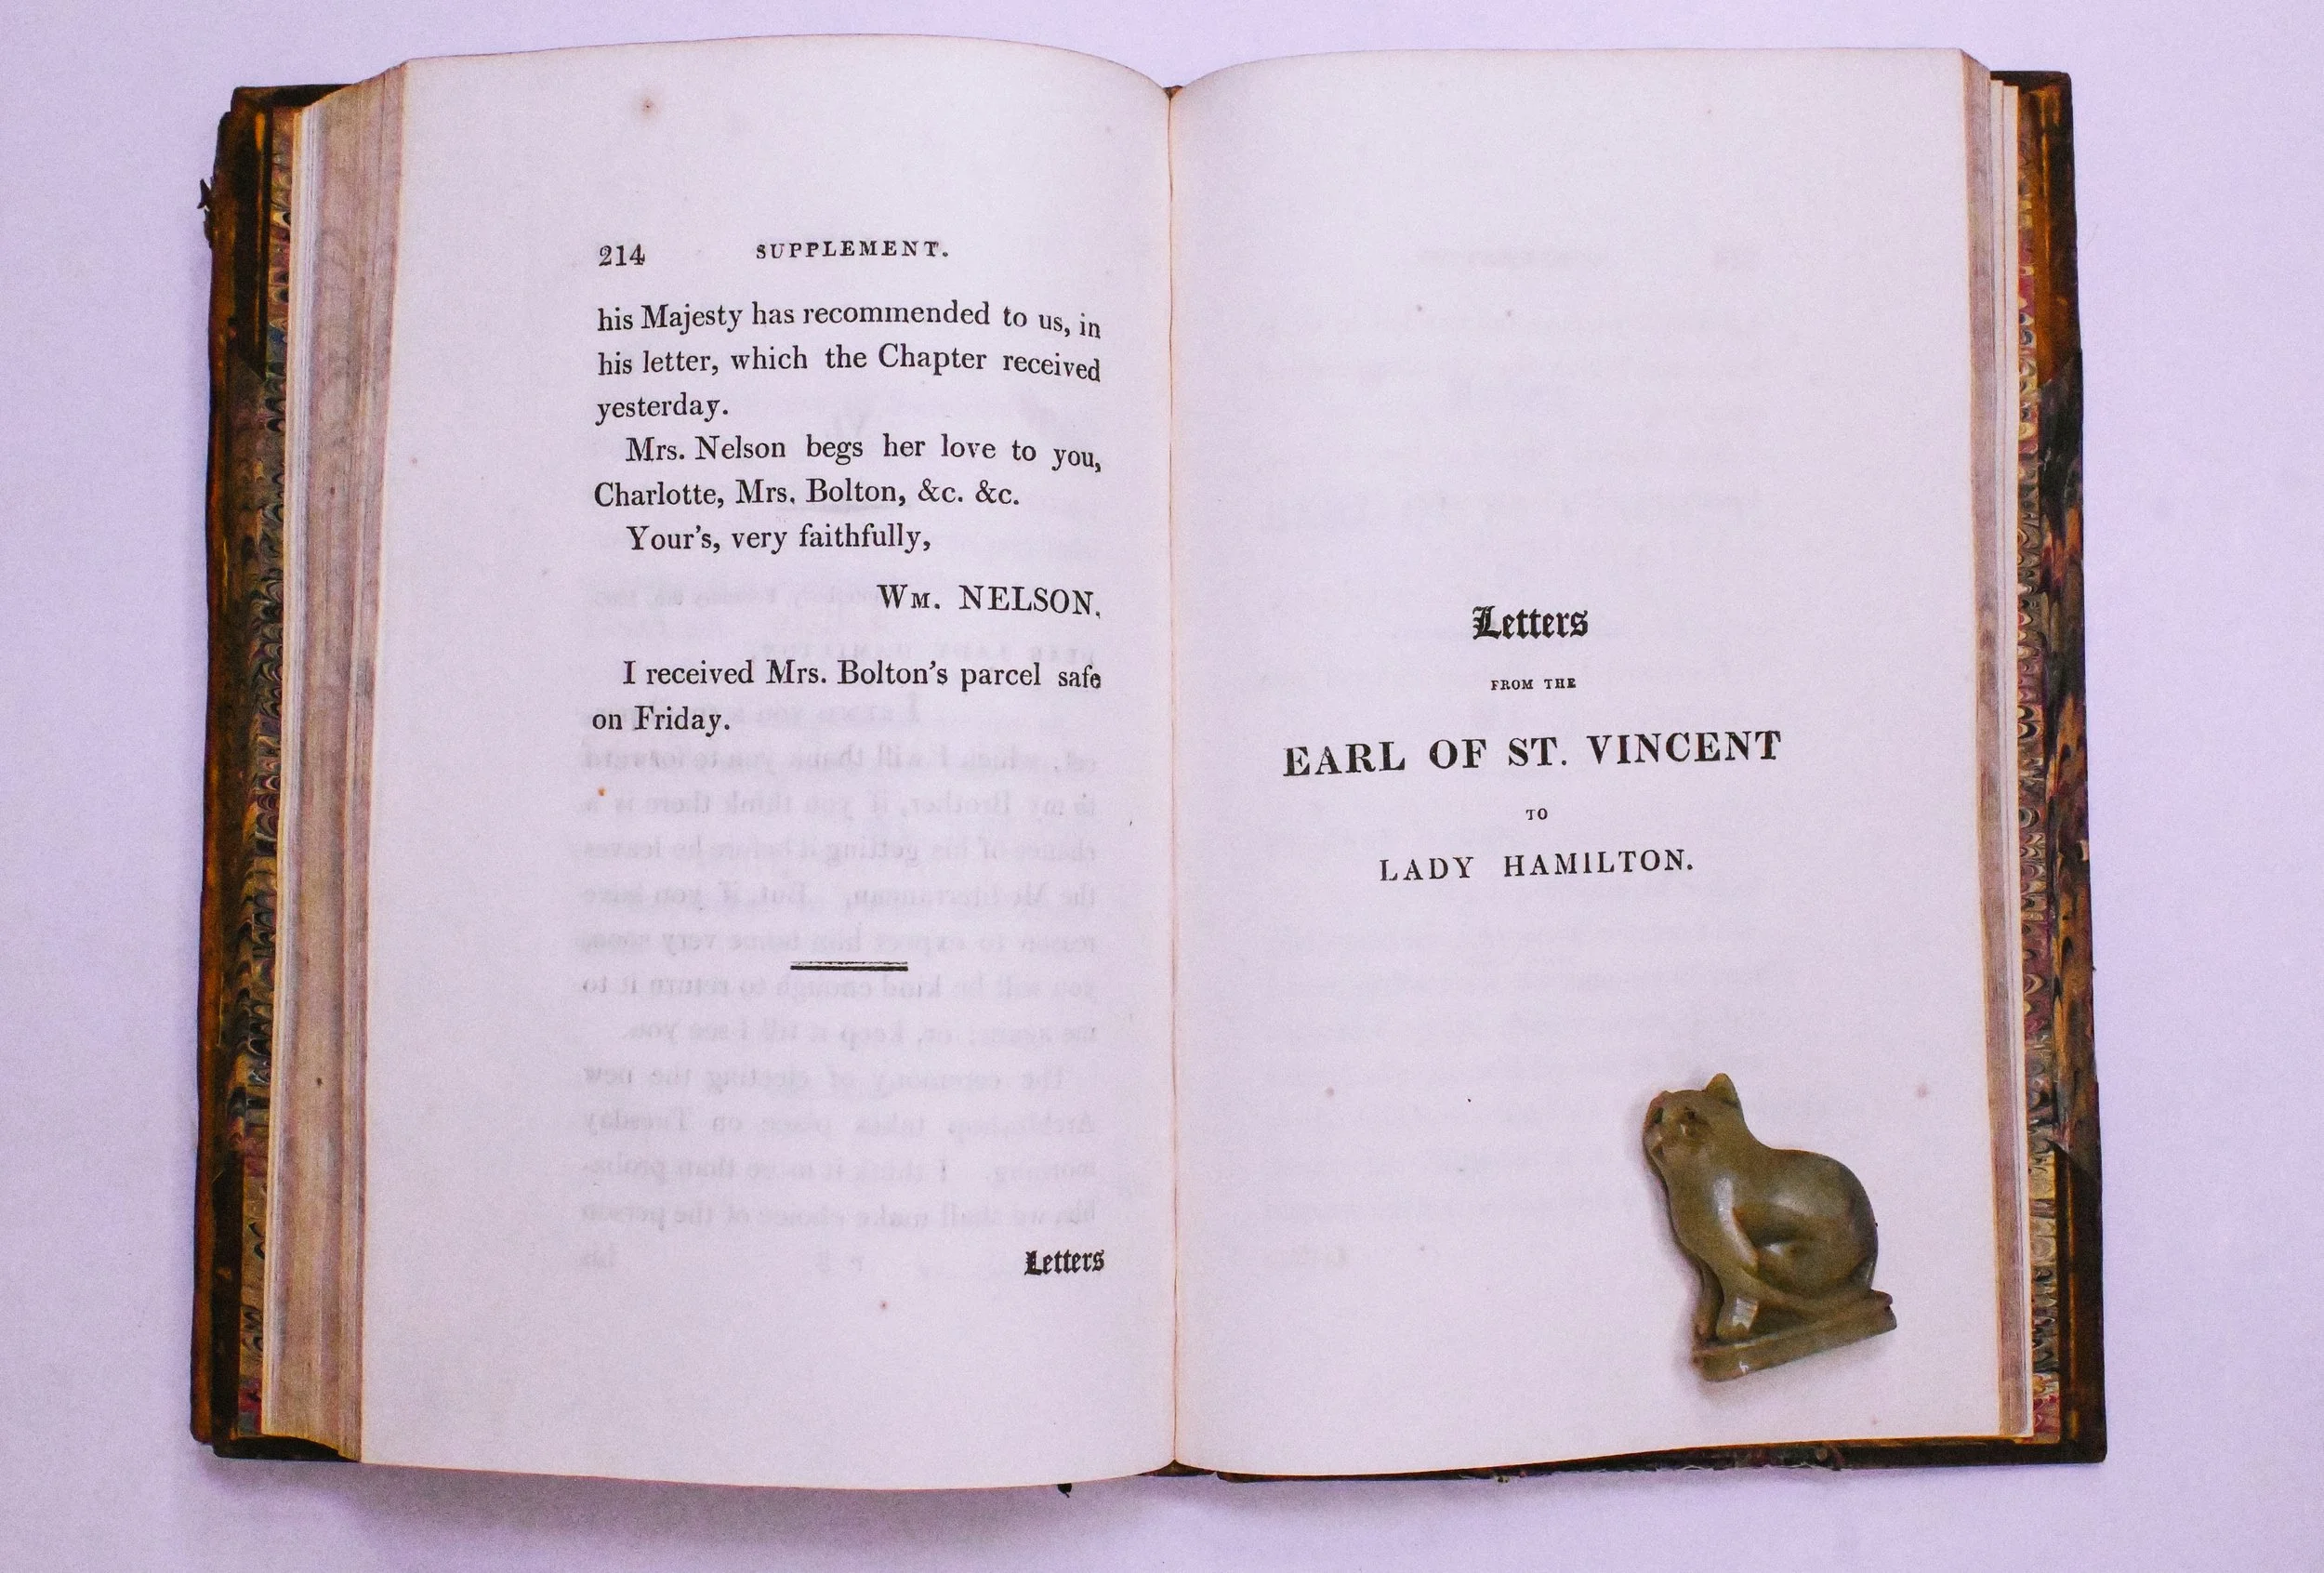 214 SUPPLEMENT.
his Majesty has recommended to us, in
his letter, which the Chapter received
yesterday.
Mrs. Nelson begs her love to you,
Charlotte, Mrs. Bolton, &c. &c.
Your's, very faithfully,
WM. NELSON.
I received Mrs. Bolton's parcel safe
on Friday.
Letters
Letters
FROM THE
EARL OF ST. VINCENT
TO
LADY HAMILTON.